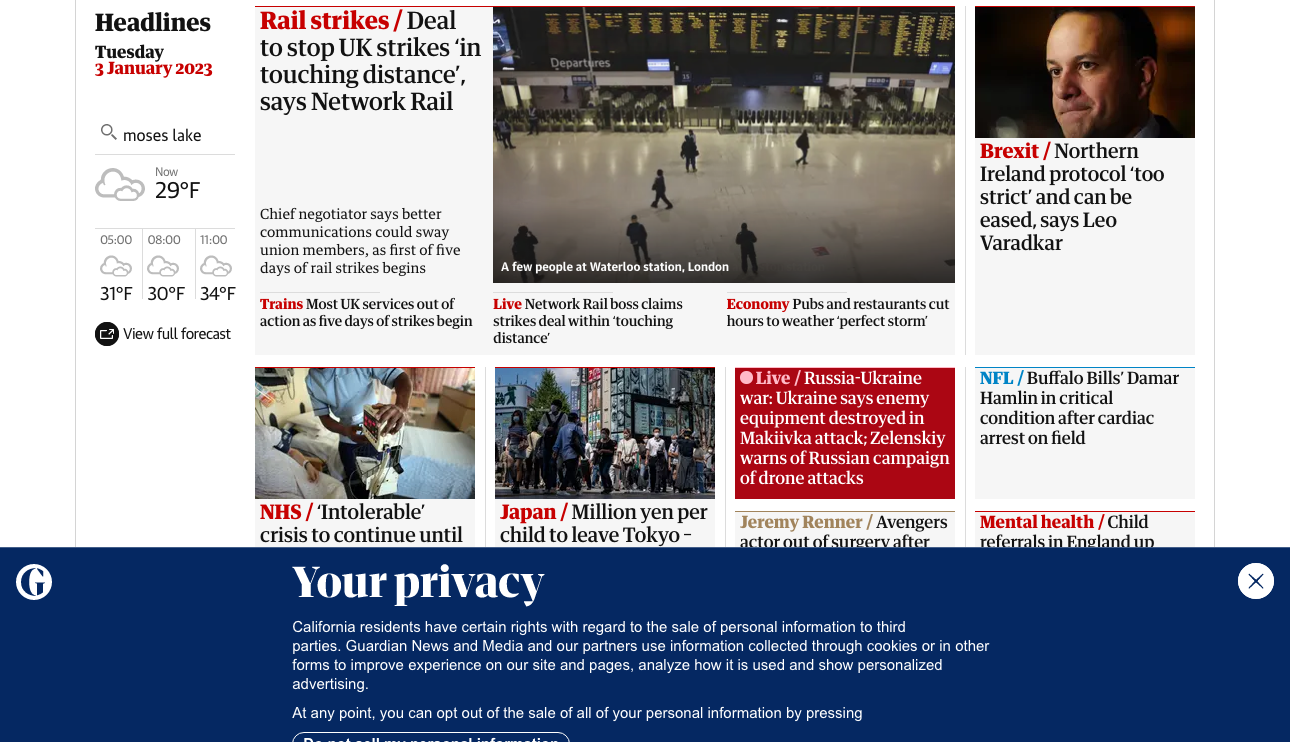 Headlines
Tuesday
3 January 2023
moses lake
Now
29°F
05:00
08:00
11:00
31°F
30°F
34°F
View full forecast
Rail strikes / Deal
to stop UK strikes ‘in
touching distance’,
says Network Rail
Chief negotiator says better
communications could sway
union members, as first of five
days of rail strikes begins
Departures
15
16
A few people at Waterloo station, London
Trains Most UK services out of
action as five days of strikes begin
Live Network Rail boss claims
strikes deal within ‘touching
distance’
Economy Pubs and restaurants cut
hours to weather ‘perfect storm’
Brexit / Northern
Ireland protocol ‘too
strict’ and can be
eased, says Leo
Varadkar
NHS / ‘Intolerable’
crisis to continue until
Japan / Million yen per
child to leave Tokyo –
Live / Russia-Ukraine
war: Ukraine says enemy
equipment destroyed in
Makiivka attack; Zelenskiy
warns of Russian campaign
of drone attacks
Jeremy Renner / Avengers
actor out of surgery after
NFL / Buffalo Bills’ Damar
Hamlin in critical
condition after cardiac
arrest on field
Mental health / Child
referrals in England up
G
Your privacy
California residents have certain rights with regard to the sale of personal information to third
parties. Guardian News and Media and our partners use information collected through cookies or in other
forms to improve experience on our site and pages, analyze how it is used and show personalized
advertising.
At any point, you can opt out of the sale of all of your personal information by pressing
Do not sell my personal information